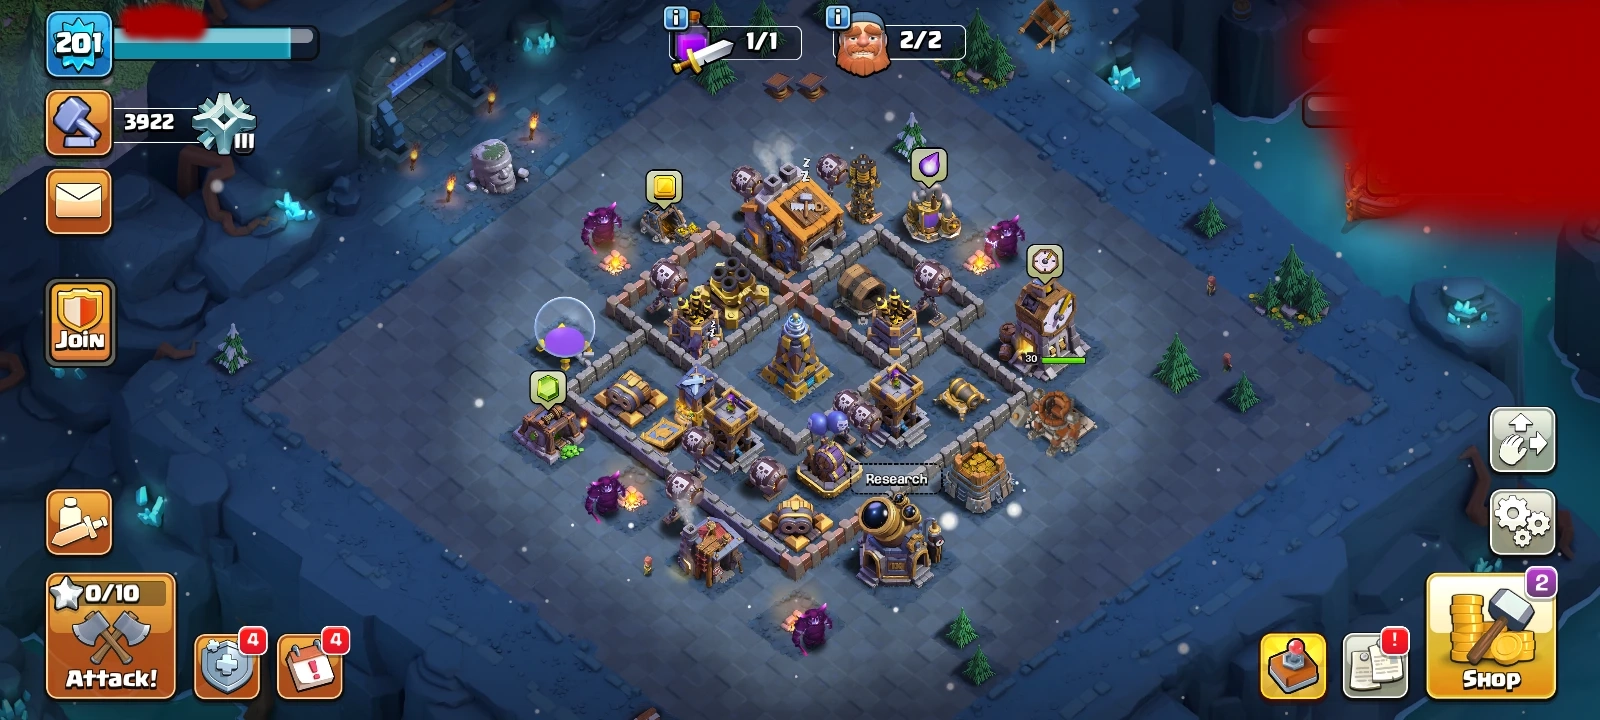 201
1/1
2/2
3922
III
z
z
Join
z
z
30
Research
0/10
Attack!
4
4
2
!
Shop